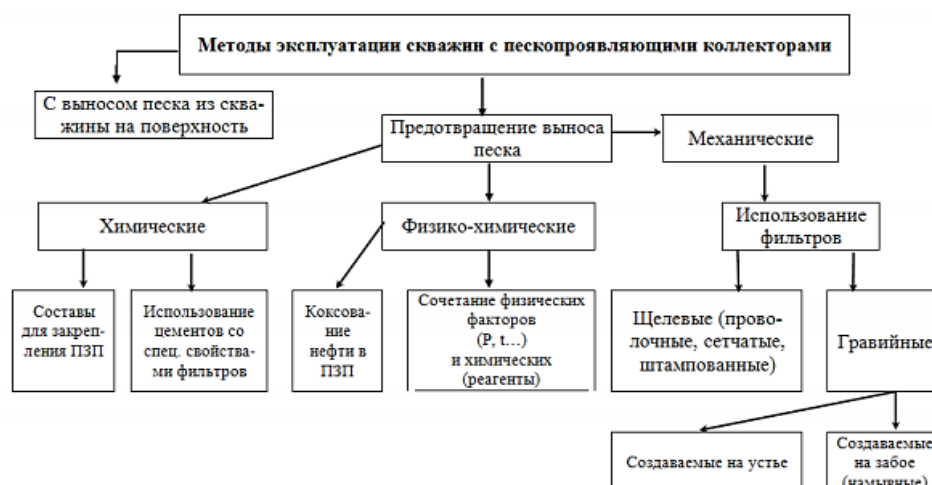 Методы эксплуатации скважин с пескопроявляющими коллекторами
С выносом песка из сква-
жины на поверхность
Предотвращение выноса
песка
Механические
Химические
Физико-химические
Использование
фильтров
Составы
для закреп-
ления ПЗП
Использование
цементов со
спец. свойства-
ми фильтров
Коксова-
ние
нефти в
ПЗП
Сочетание физических
факторов
(P, t...)
и химических
(реагенты)
Щелевые (прово-
лочные, сетчатые,
штампованные)
Гравийные
Создаваемые на устье
Создаваемые
на забое
(намывные)